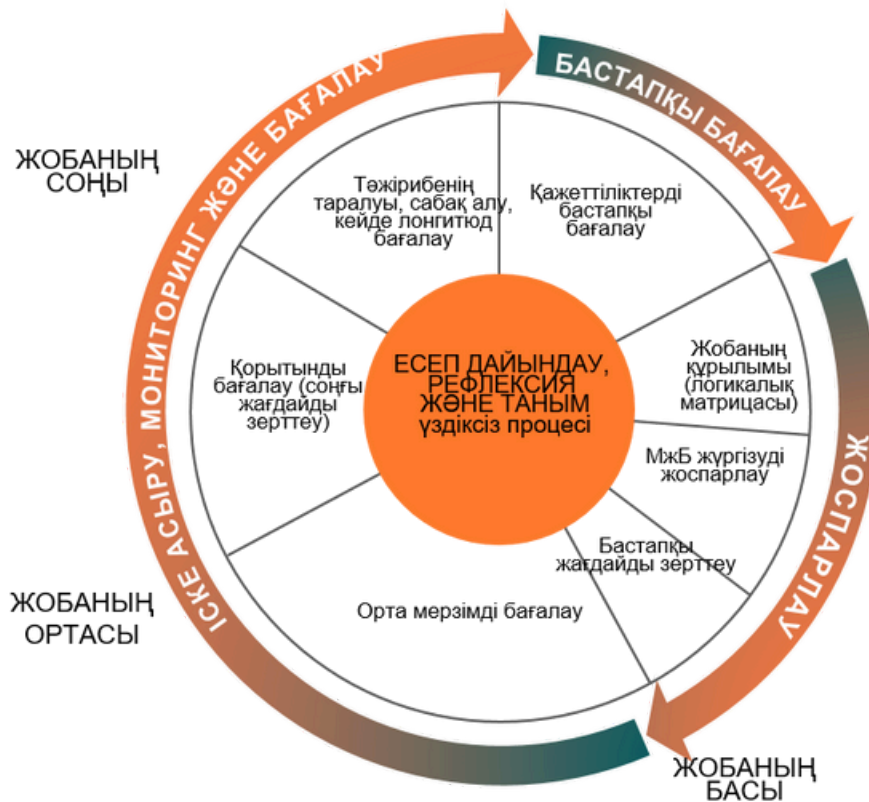 БАСТАПҚЫ БАҒАЛАУ
ІСКЕ АСЫРУ, МОНИТОРИНГ ЖӘНЕ БАҒАЛАУ
ЖОСПАРЛАУ
ЖОБАНЫҢ
СОҢЫ
Тәжірибенің
таралуы, сабақ алу,
кейде лонгитюд
бағалау
Қажеттіліктерді
бастапқы
бағалау
Қорытынды
бағалау (соңғы
жағдайды
зерттеу)
ЕСЕП ДАЙЫНДАУ,
РЕФЛЕКСИЯ
ЖӘНЕ ТАНЫМ
үздіксіз процесі
Жобаның
құрылымы
(логикалық
матрицасы)
МжБ жүргізуді
жоспарлау
Бастапқы
жағдайды зерттеу
Орта мерзімді бағалау
ЖОБАНЫҢ
ОРТАСЫ
ЖОБАНЫҢ
БАСЫ